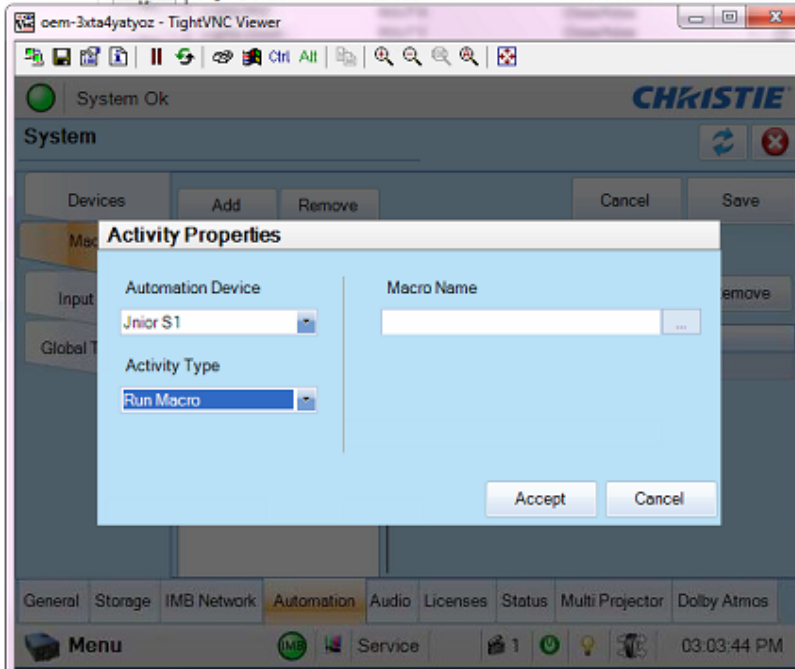 oem-3xta4yatyoz - TightVNC Viewer
Ctrl Alt
System Ok
CHRISTIE
System
Devices
Add
Remove
Cancel
Save
Activity Properties
Automation Device
Macro Name
Input
emove
Jnior S1
...
Global T
Activity Type
Run Macro
Accept
Cancel
General Storage IMB Network Automation Audio Licenses Status Multi Projector Dolby Atmos
Menu
IMB
Service
1
03:03:44 PM